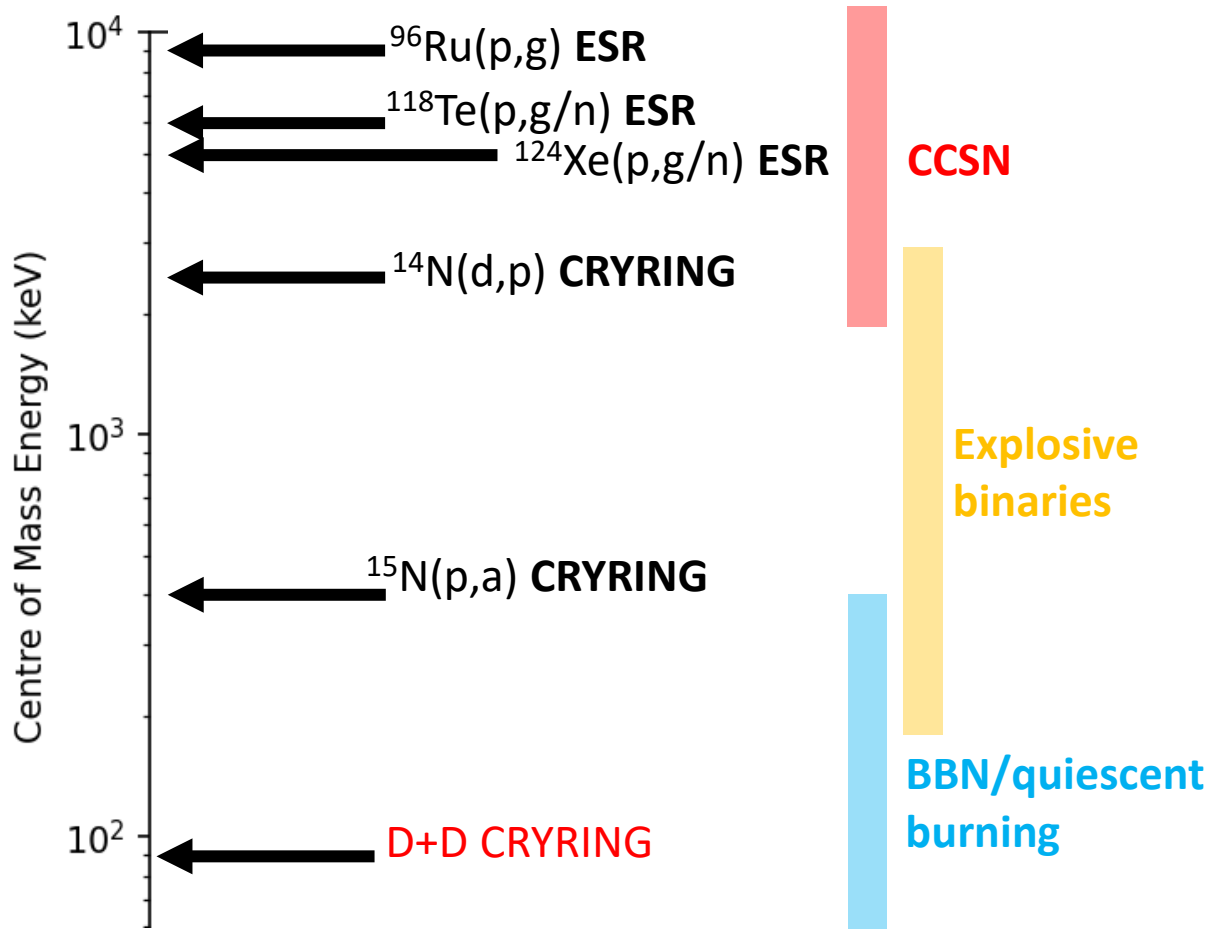 Centre of Mass Energy (keV)
10⁴
10³
10²
⁹⁶Ru(p,g) ESR
¹¹⁸Te(p,g/n) ESR
¹²⁴Xe(p,g/n) ESR
¹⁴N(d,p) CRYRING
¹⁵N(p,a) CRYRING
D+D CRYRING
CCSN
Explosive
binaries
BBN/quiescent
burning